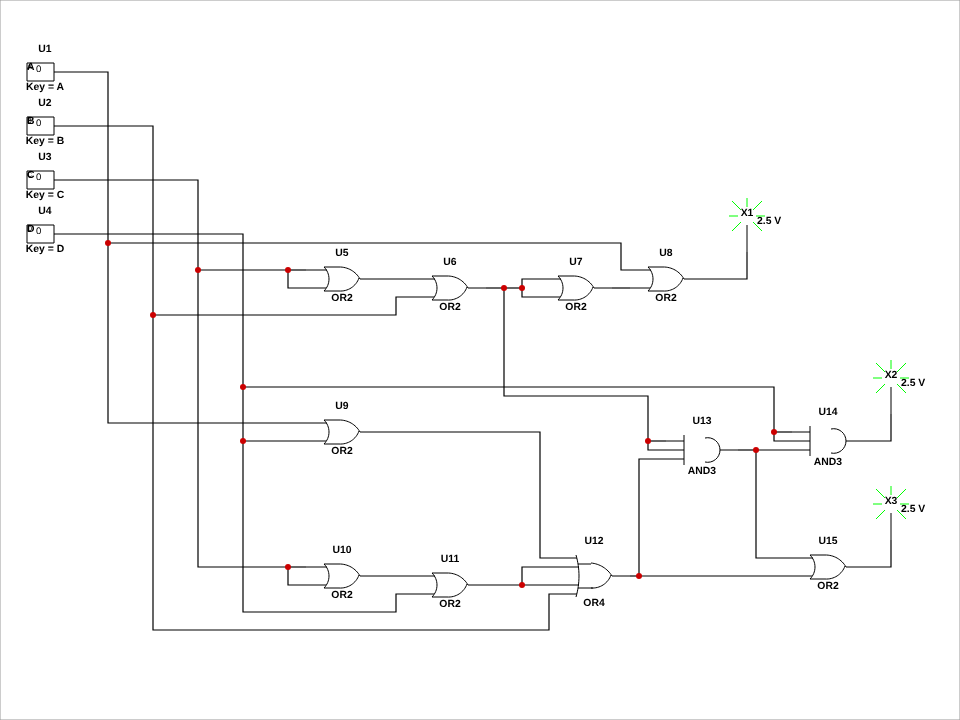 U1
A 0
Key = A
U2
B 0
Key = B
U3
C 0
Key = C
U4
D 0
Key = D
X1
2.5 V
U5
OR2
U6
OR2
U7
OR2
U8
OR2
X2
2.5 V
U9
OR2
U13
AND3
U14
AND3
X3
2.5 V
U10
OR2
U11
OR2
U12
OR4
U15
OR2